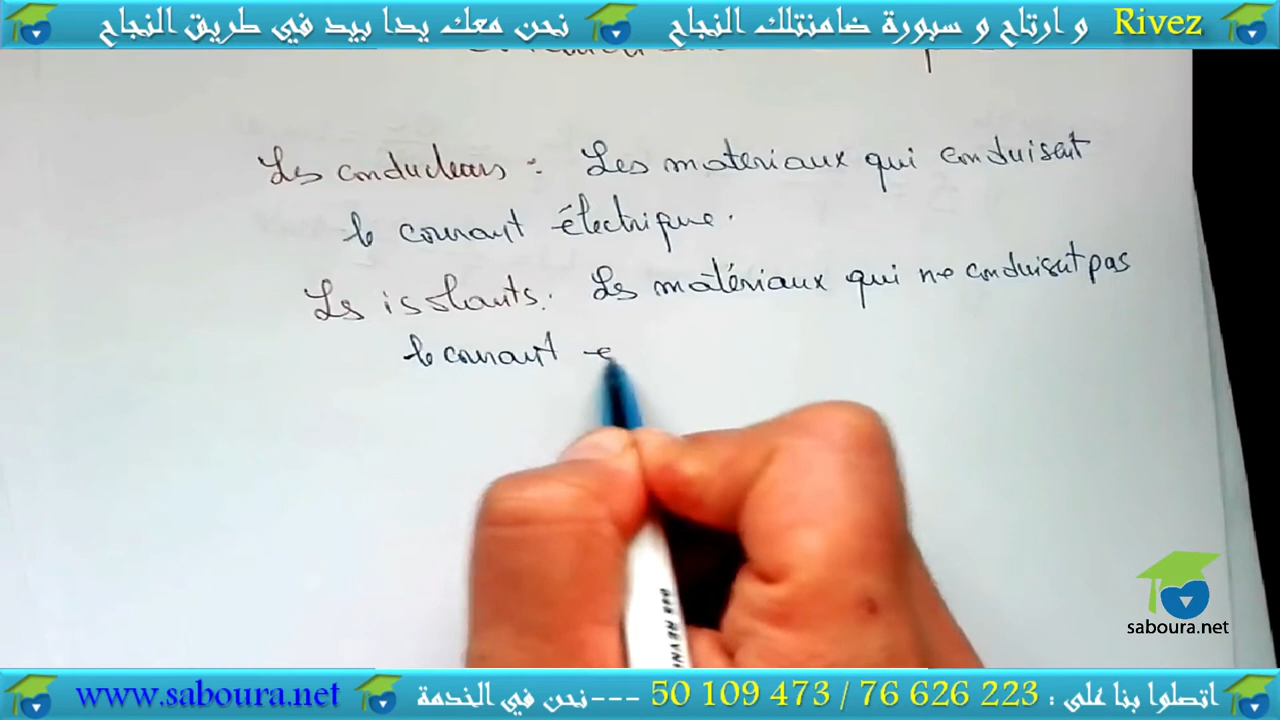 نحن معك يدا بيد في طريق النجاح و ارتاح و سبورة ضامنتلك النجاح Rivez
Les conducteurs : Les materiaux qui conduisent
le courant électrique.
Les isolants : Les matériaux qui ne conduisent pas
le courant e
saboura.net
www.saboura.net اتصلوا بنا على : 50 109 473 / 76 626 223 ---نحن في الخدمة